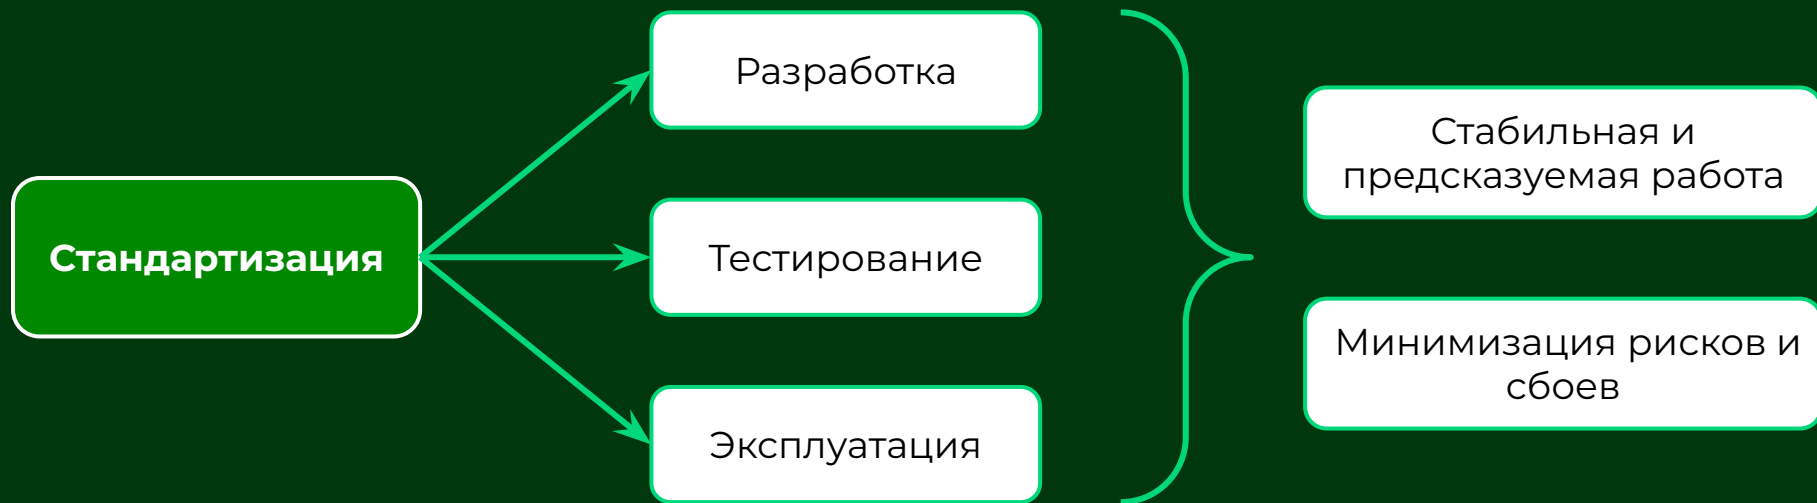 Стандартизация
Разработка
Тестирование
Эксплуатация
Стабильная и
предсказуемая работа
Минимизация рисков и
сбоев